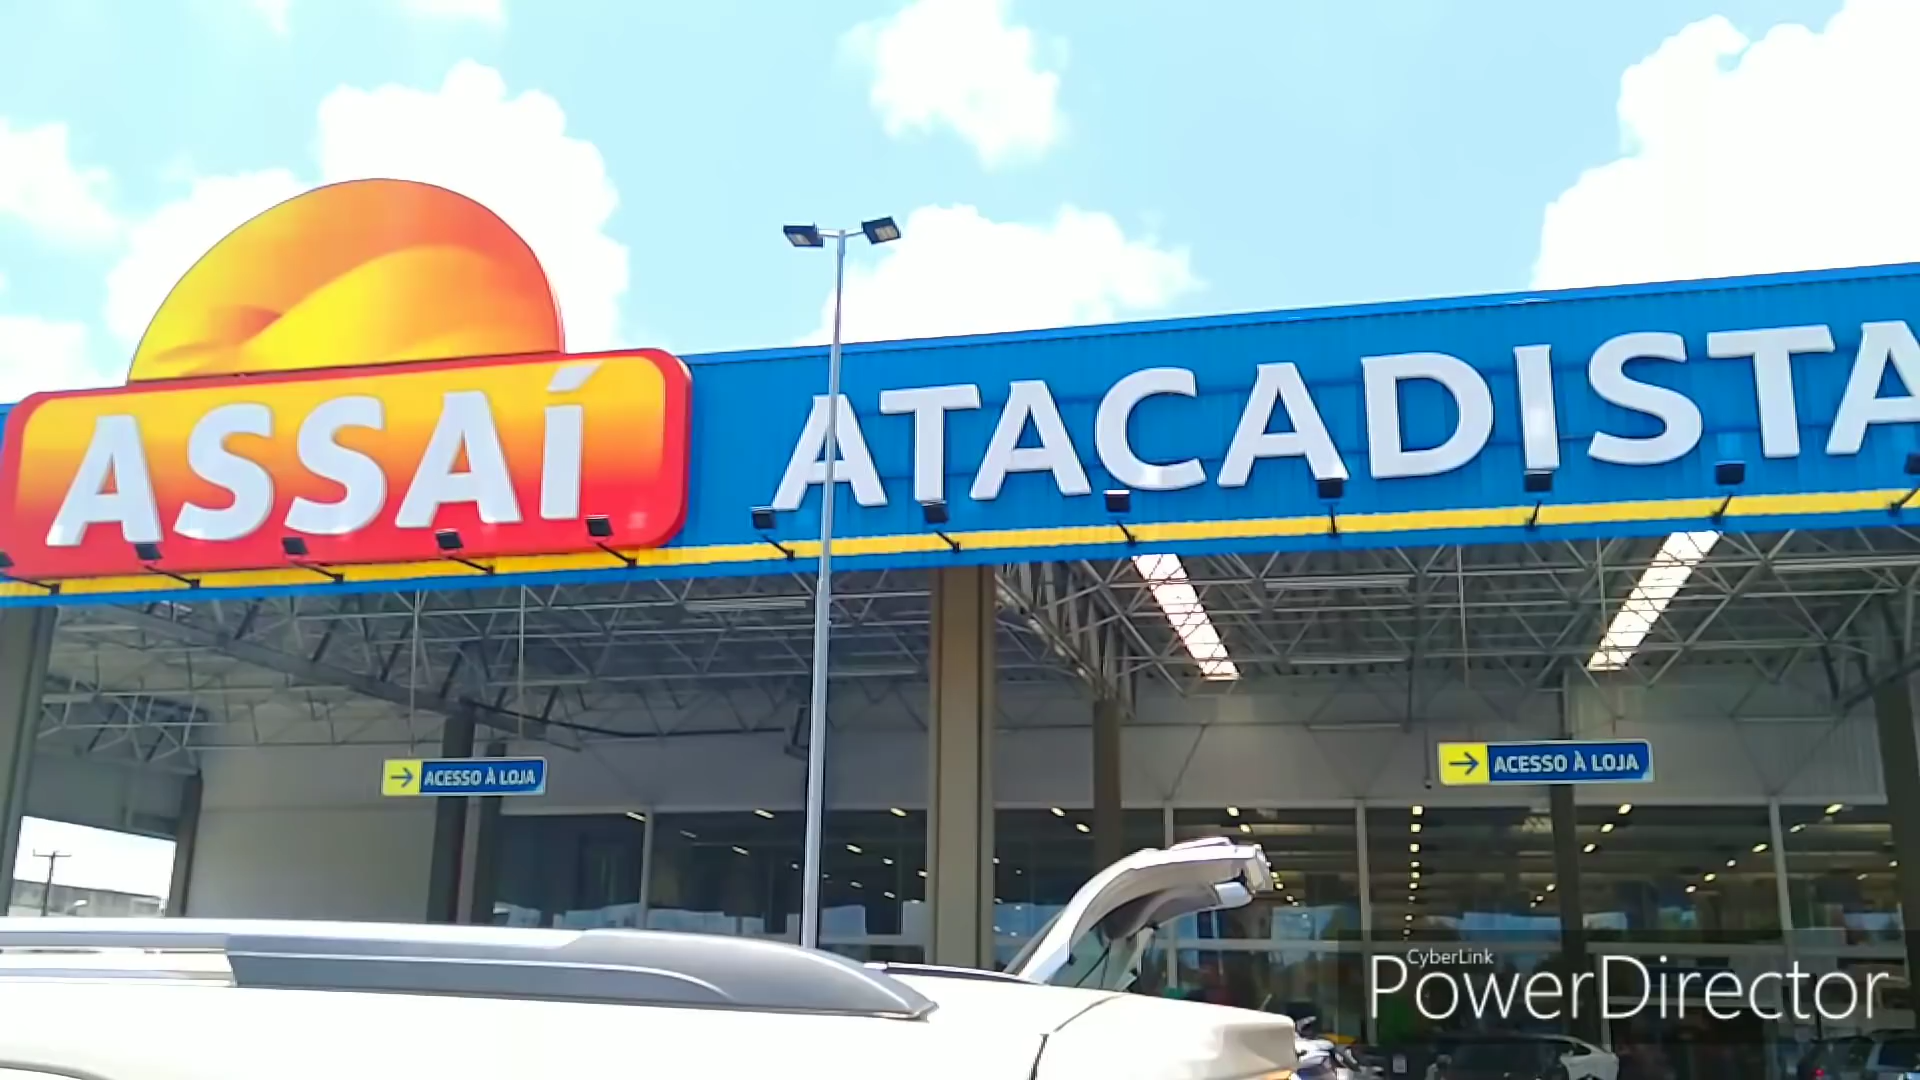 ASSAÍ
ATACADISTA
ACESSO À LOJA
ACESSO À LOJA
CyberLink
PowerDirector